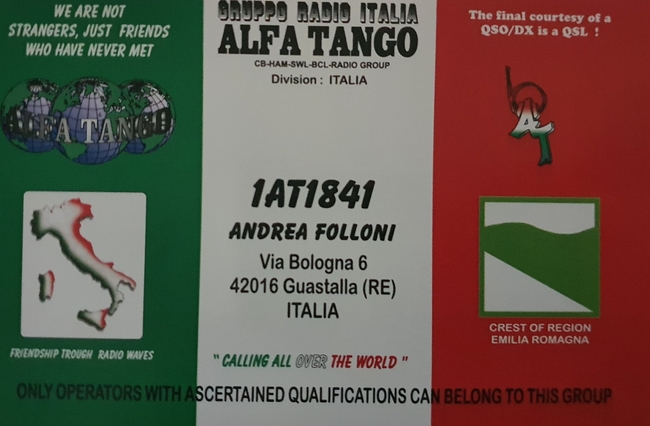 WE ARE NOT
STRANGERS, JUST FRIENDS
WHO HAVE NEVER MET
ALFA TANGO
FRIENDSHIP TROUGH RADIO WAVES
GRUPPO RADIO ITALIA
ALFA TANGO
CB-HAM-SWL-BCL-RADIO GROUP
Division : ITALIA
1AT1841
ANDREA FOLLONI
Via Bologna 6
42016 Guastalla (RE)
ITALIA
"CALLING ALL OVER THE WORLD"
The final courtesy of a
QSO/DX is a QSL !
AT
CREST OF REGION
EMILIA ROMAGNA
ONLY OPERATORS WITH ASCERTAINED QUALIFICATIONS CAN BELONG TO THIS GROUP